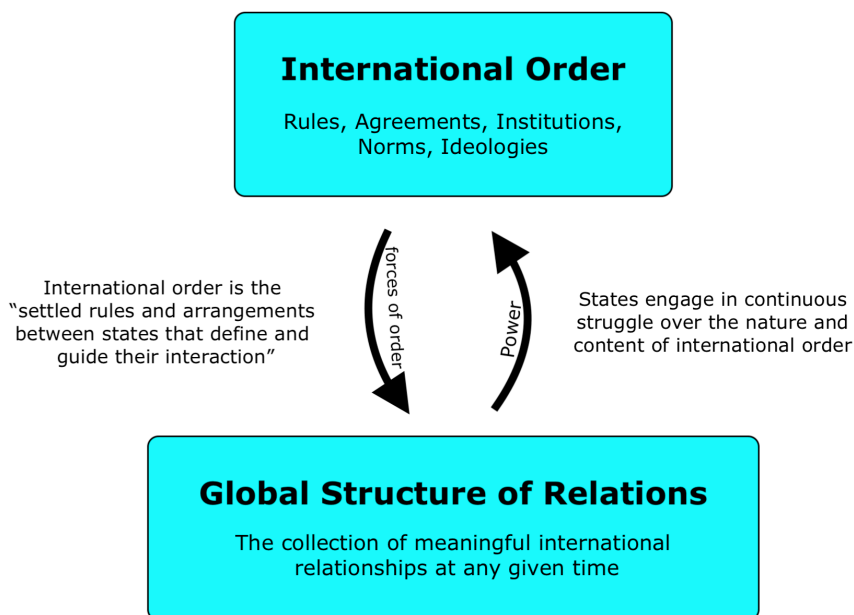 International Order
Rules, Agreements, Institutions,
Norms, Ideologies
forces of order
Power
International order is the
“settled rules and arrangements
between states that define and
guide their interaction”
States engage in continuous
struggle over the nature and
content of international order
Global Structure of Relations
The collection of meaningful international
relationships at any given time